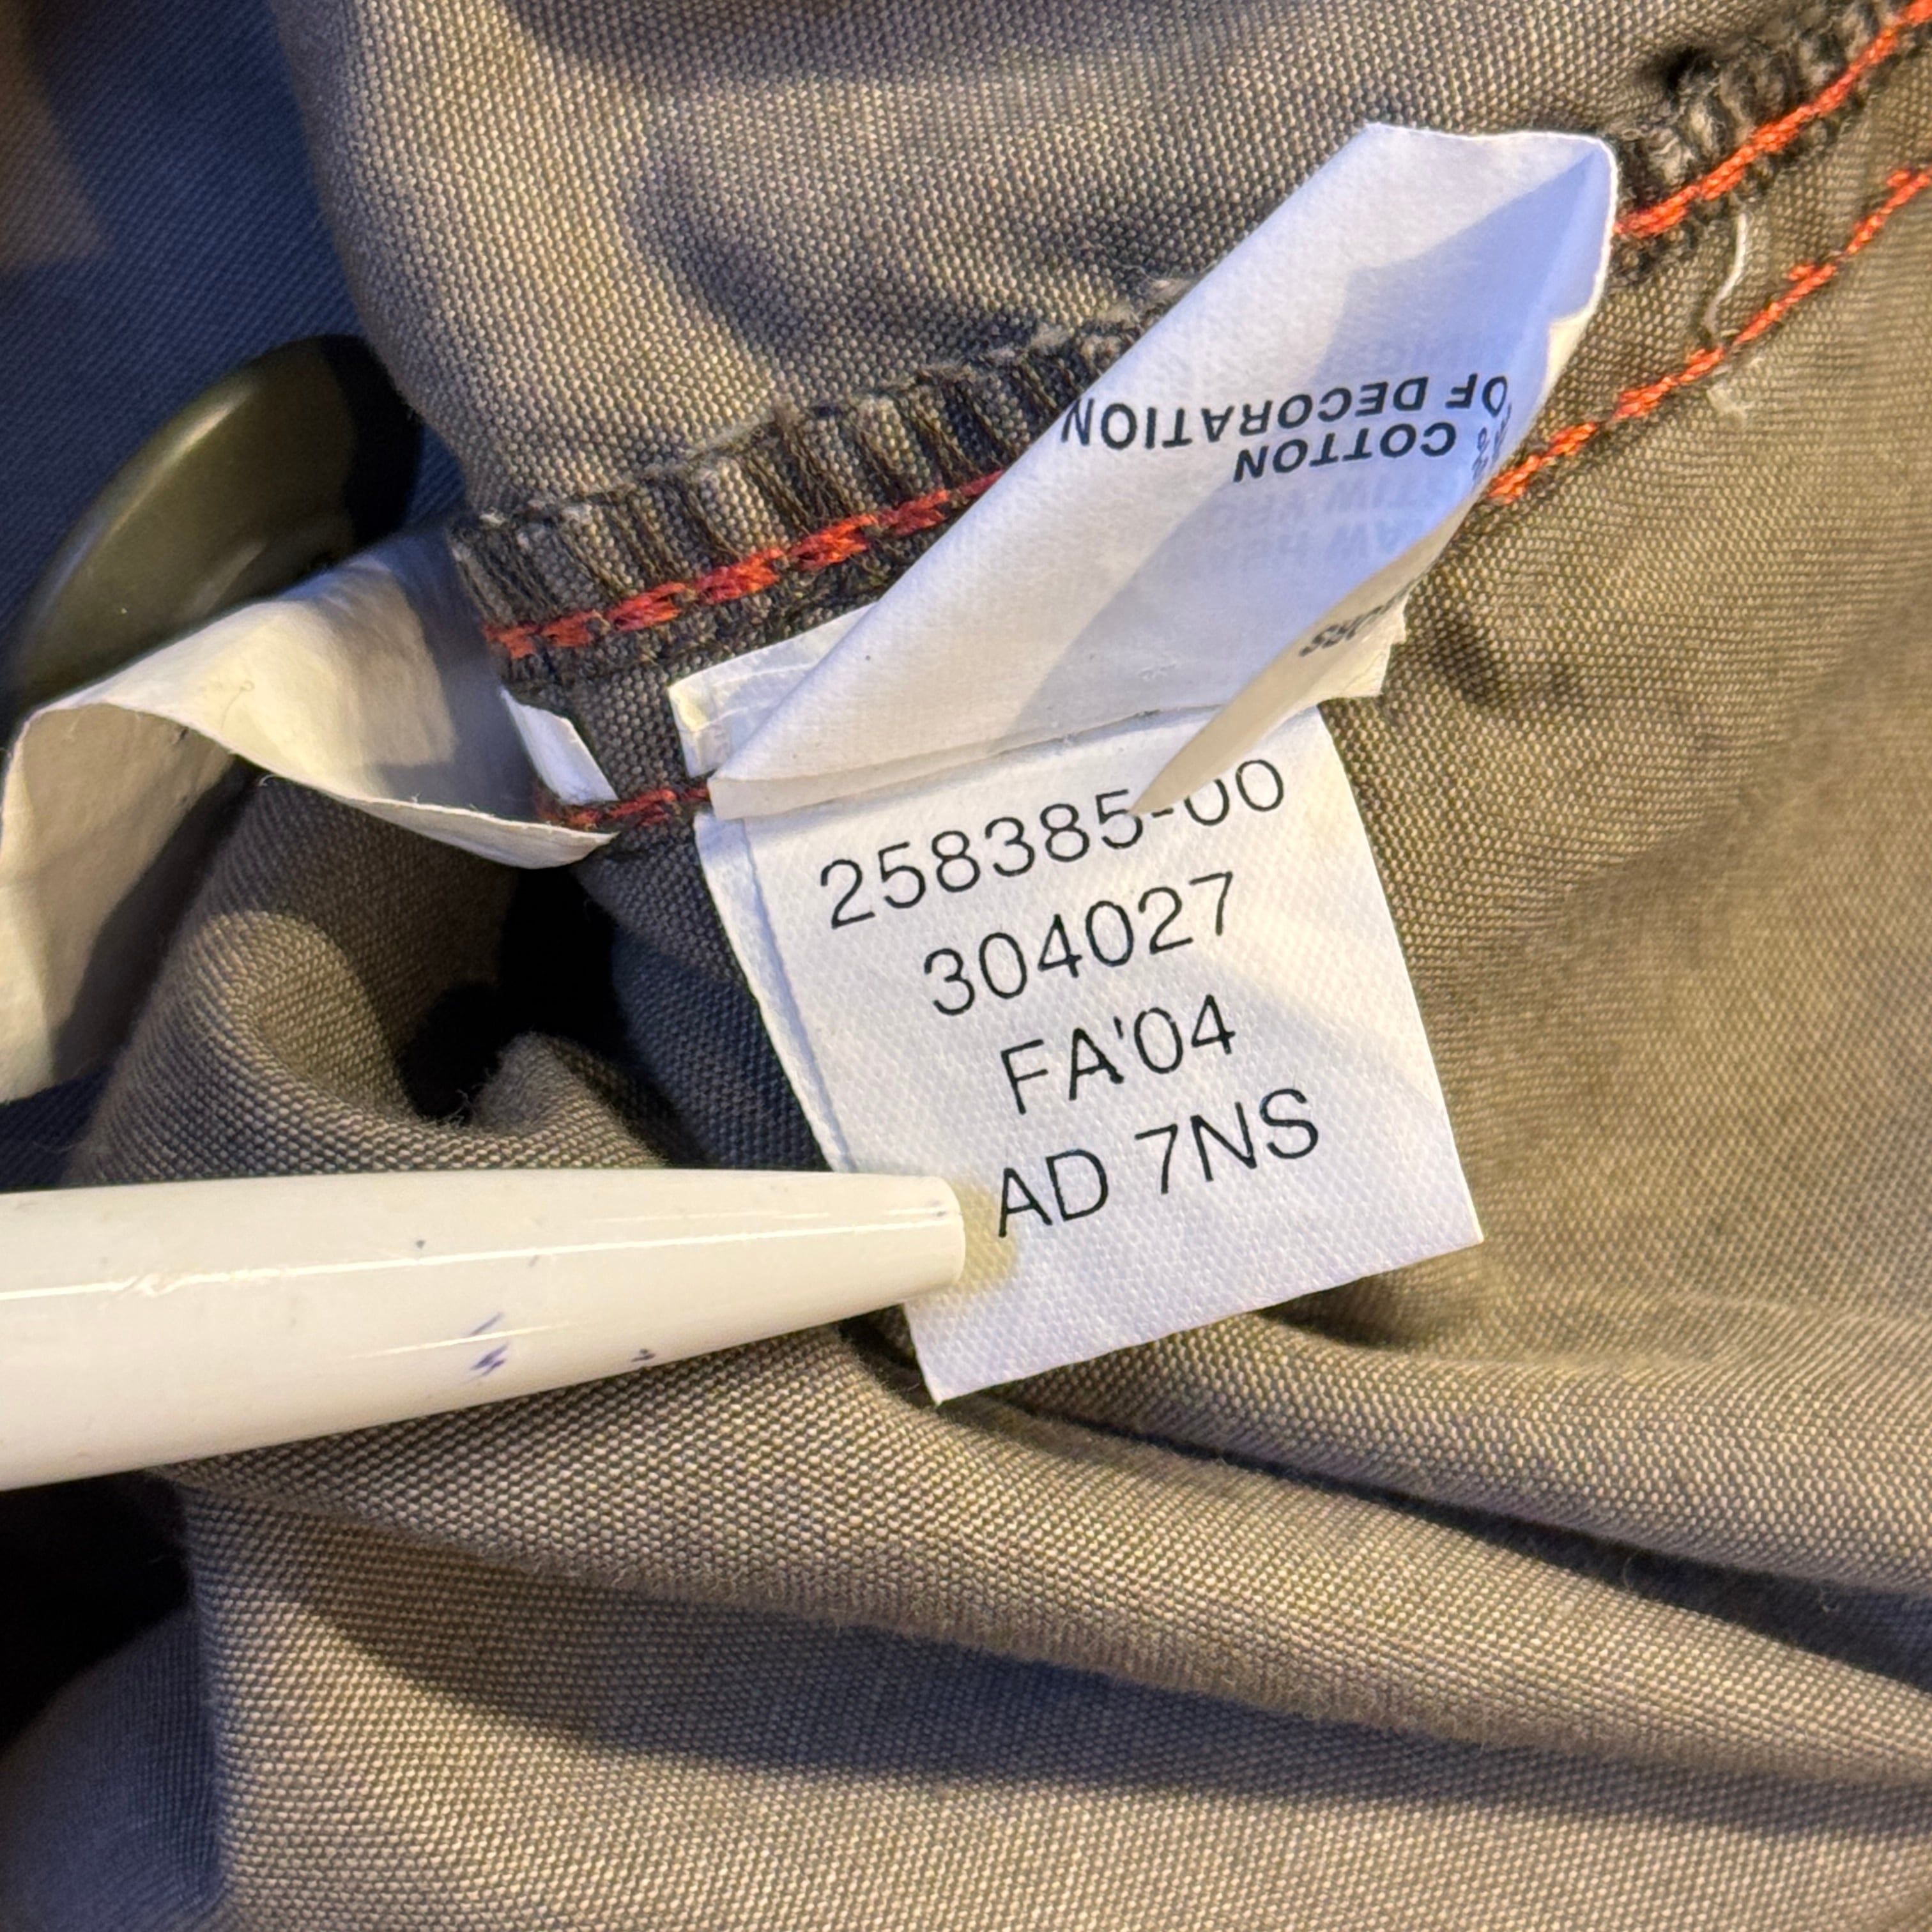 OF DECORATION
COTTON
258385-00
304027
FA'04
AD 7NS